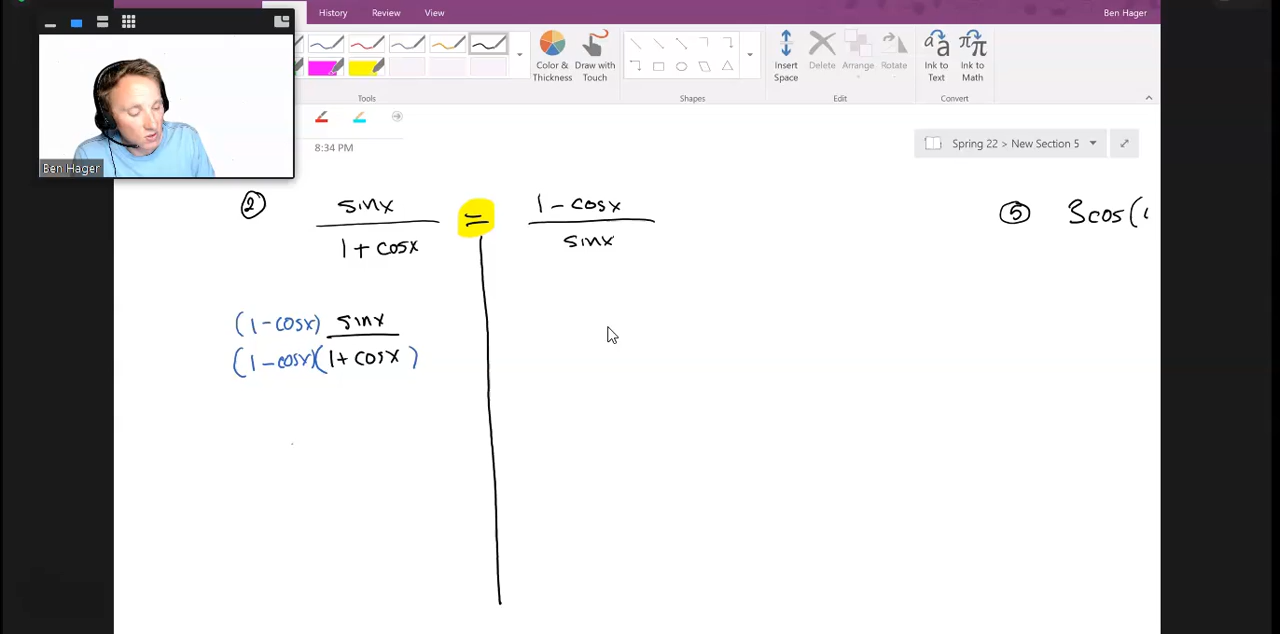 History Review View Ben Hager
Color & Thickness
Draw with Touch
Insert Space
Delete
Arrange
Rotate
Ink to Text
Ink to Math
Tools Shapes Edit Convert
Ben Hager
8:34 PM
Spring 22 > New Section 5
② sinx / 1 + cosx = 1 - cosx / sinx
⑤ 3cos(
(1-cosx) sinx
(1-cosx)(1+cosx)